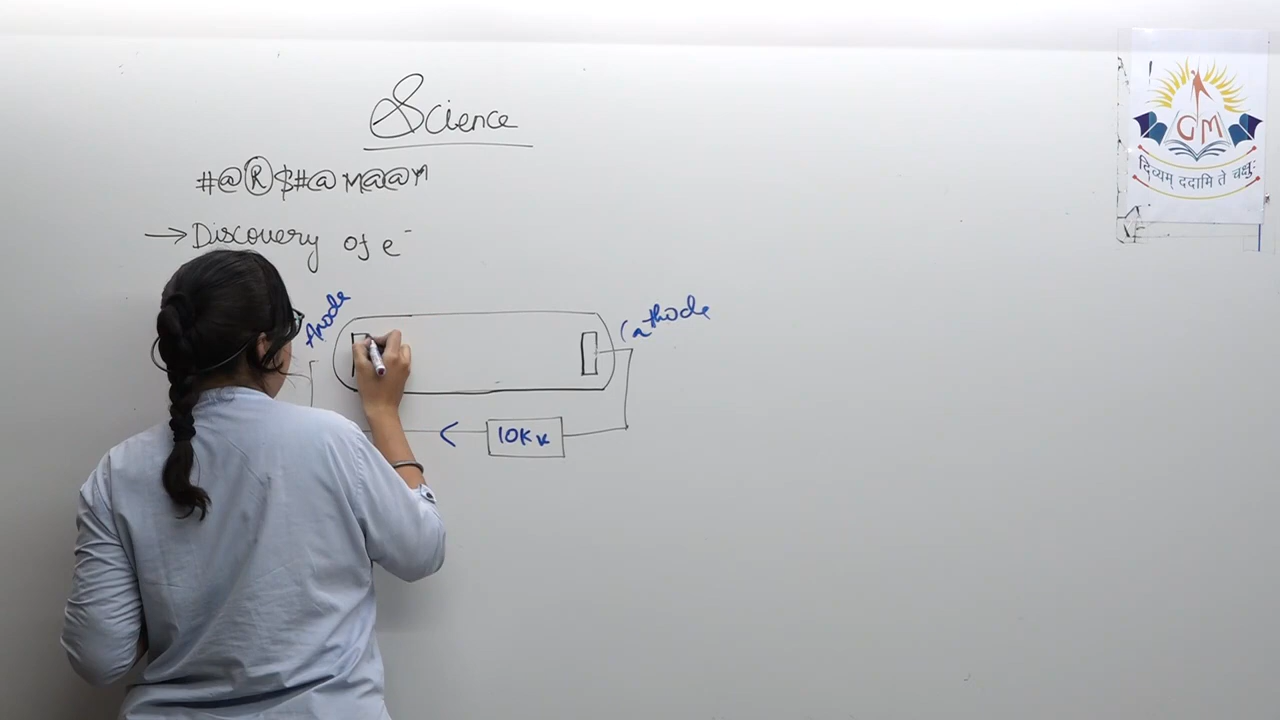 Science
#@®$#@M@@M
→ Discovery of e⁻
Anode
Cathode
10Kv
GM
दिव्यम् ददामि ते चक्षुः